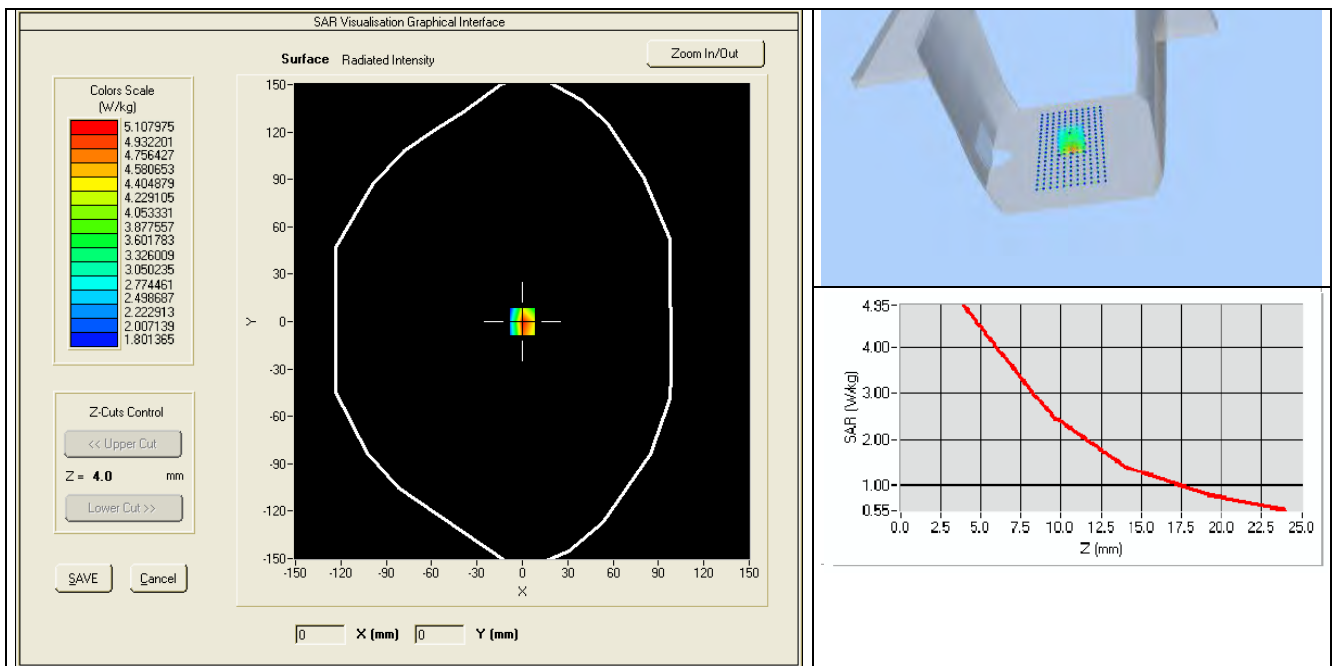 SAR Visualisation Graphical Interface
Surface Radiated Intensity
Zoom In/Out
Colors Scale
(W/kg)
5.107975
4.932201
4.756427
4.580653
4.404879
4.229105
4.053331
3.877557
3.601783
3.326009
3.050235
2.774461
2.498687
2.222913
2.007139
1.801365
Z-Cuts Control
<< Upper Cut
Z = 4.0 mm
Lower Cut >>
SAVE Cancel
150
120
90
60
30
0
-30
-60
-90
-120
-150
Y
-150 -120 -90 -60 -30 0 30 60 90 120 150
X
0 X (mm) 0 Y (mm)
4.95
4.00
3.00
2.00
1.00
0.55
SAR (W/kg)
0.0 2.5 5.0 7.5 10.0 12.5 15.0 17.5 20.0 22.5 25.0
Z (mm)